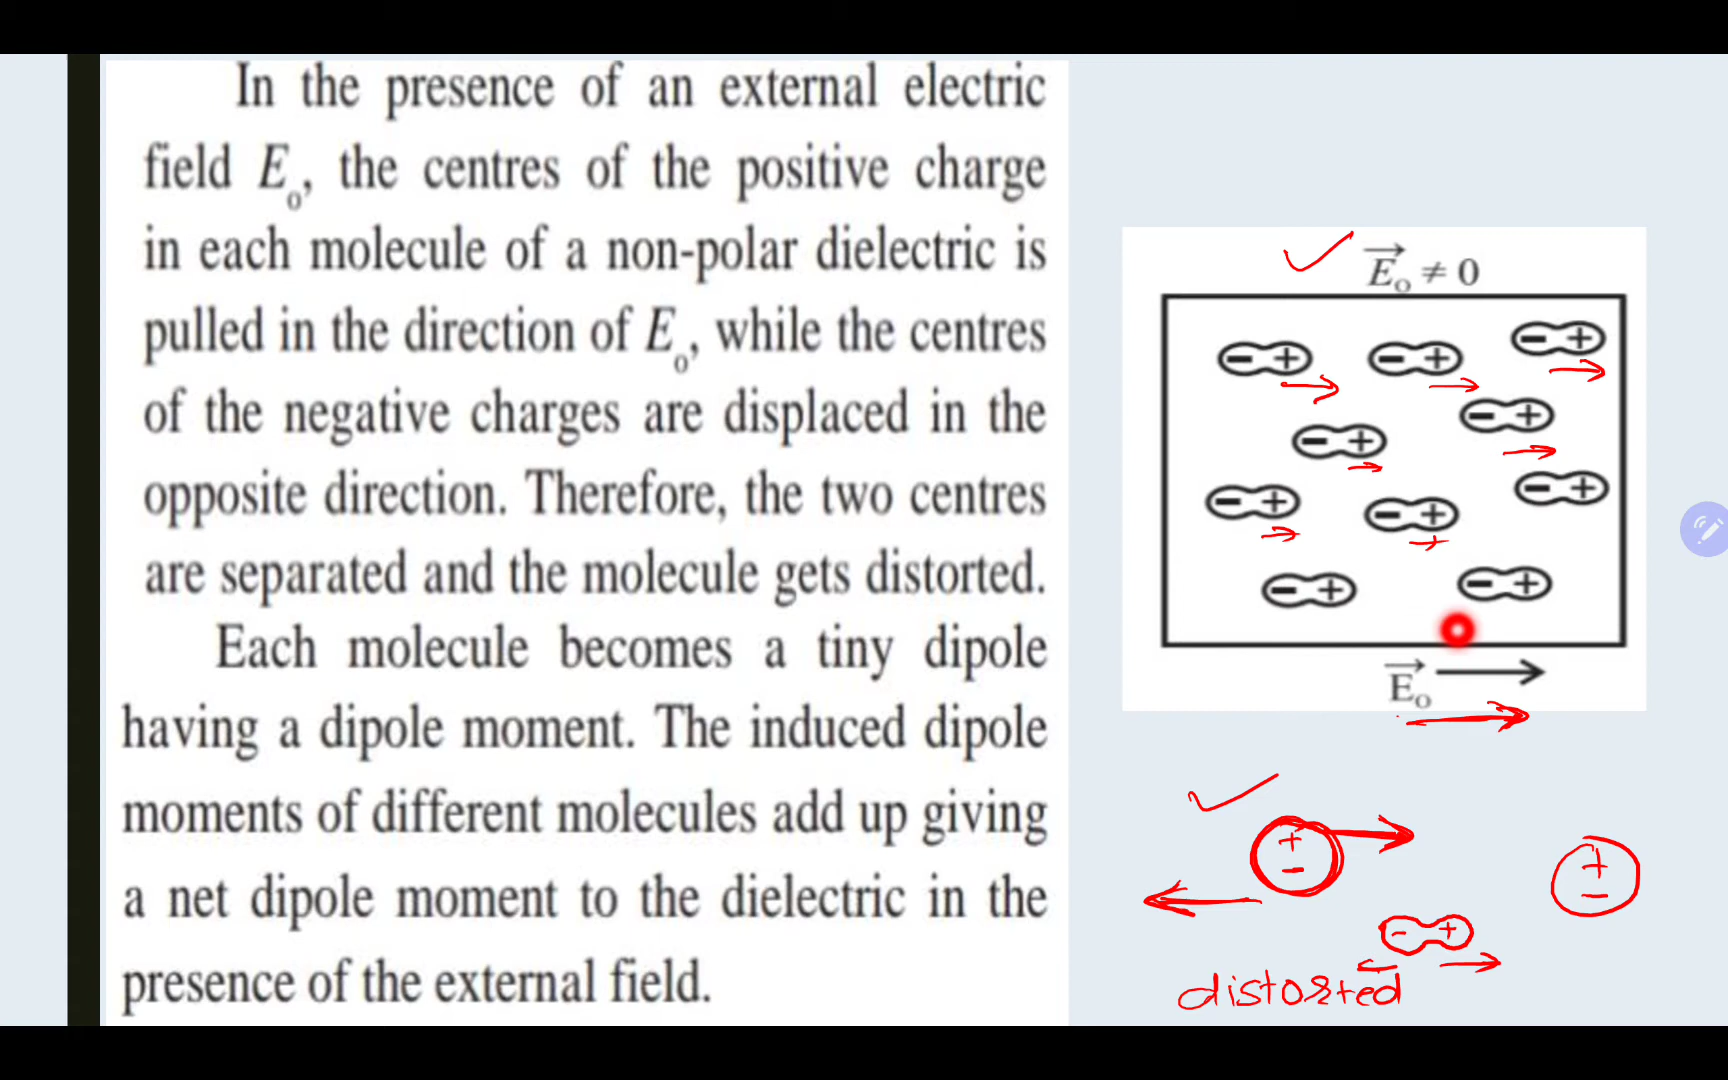 In the presence of an external electric
field E₀, the centres of the positive charge
in each molecule of a non-polar dielectric is
pulled in the direction of E₀, while the centres
of the negative charges are displaced in the
opposite direction. Therefore, the two centres
are separated and the molecule gets distorted.
Each molecule becomes a tiny dipole
having a dipole moment. The induced dipole
moments of different molecules add up giving
a net dipole moment to the dielectric in the
presence of the external field.
E₀ ≠ 0
- + - + - +
- + - +
- + - + - +
- + - +
E₀
+
-
+
-
- +
distorted